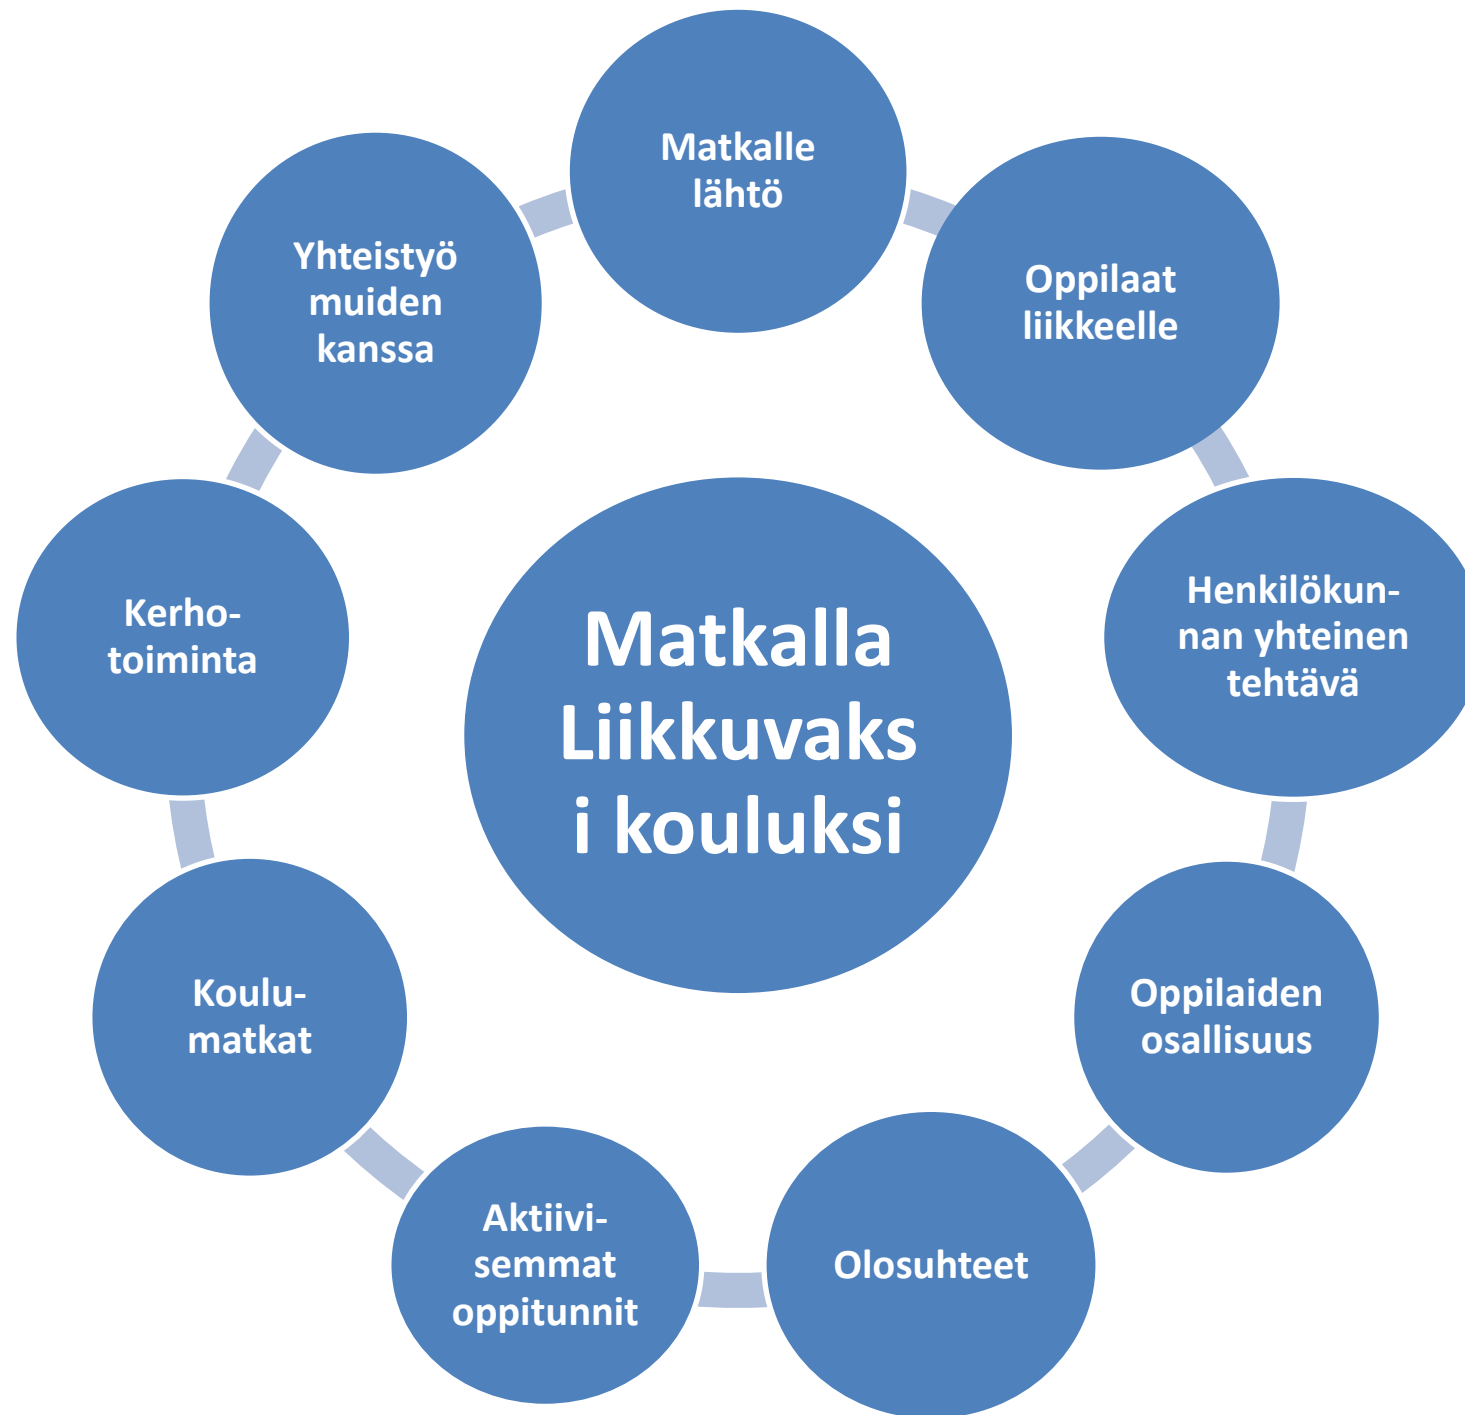 Matkalle
lähtö
Oppilaat
liikkeelle
Henkilökun-
nan yhteinen
tehtävä
Oppilaiden
osallisuus
Olosuhteet
Aktiivi-
semmat
oppitunnit
Koulu-
matkat
Kerho-
toiminta
Yhteistyö
muiden
kanssa
Matkalla
Liikkuvaks
i kouluksi